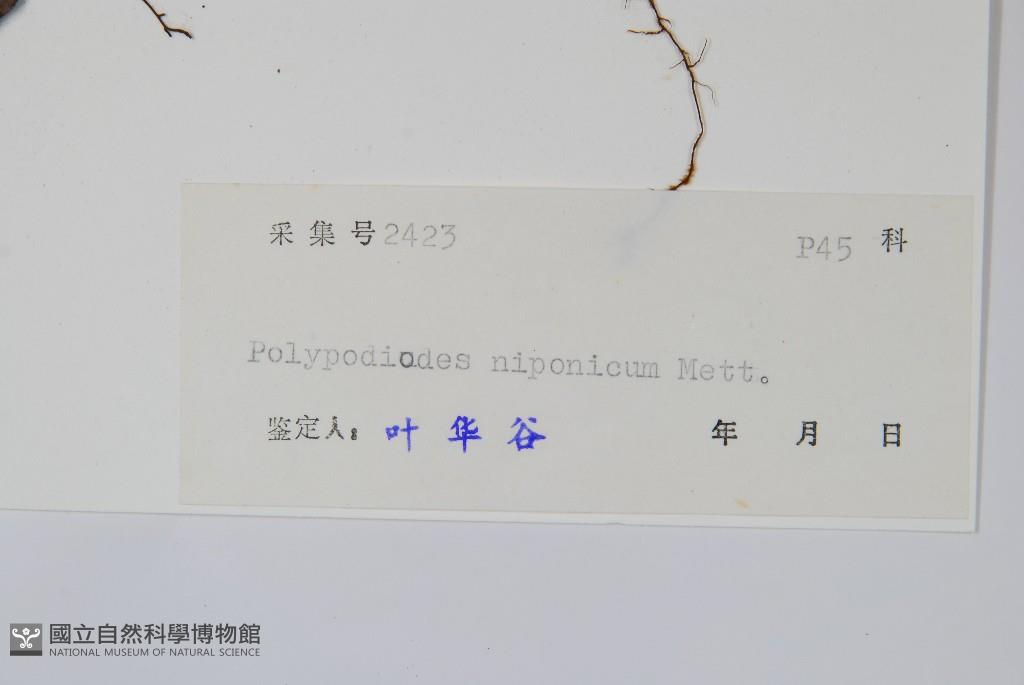 采集号2423 P45 科
Polypodiodes niponicum Mett。
鉴定人： 叶华谷 年 月 日
國立自然科學博物館
NATIONAL MUSEUM OF NATURAL SCIENCE